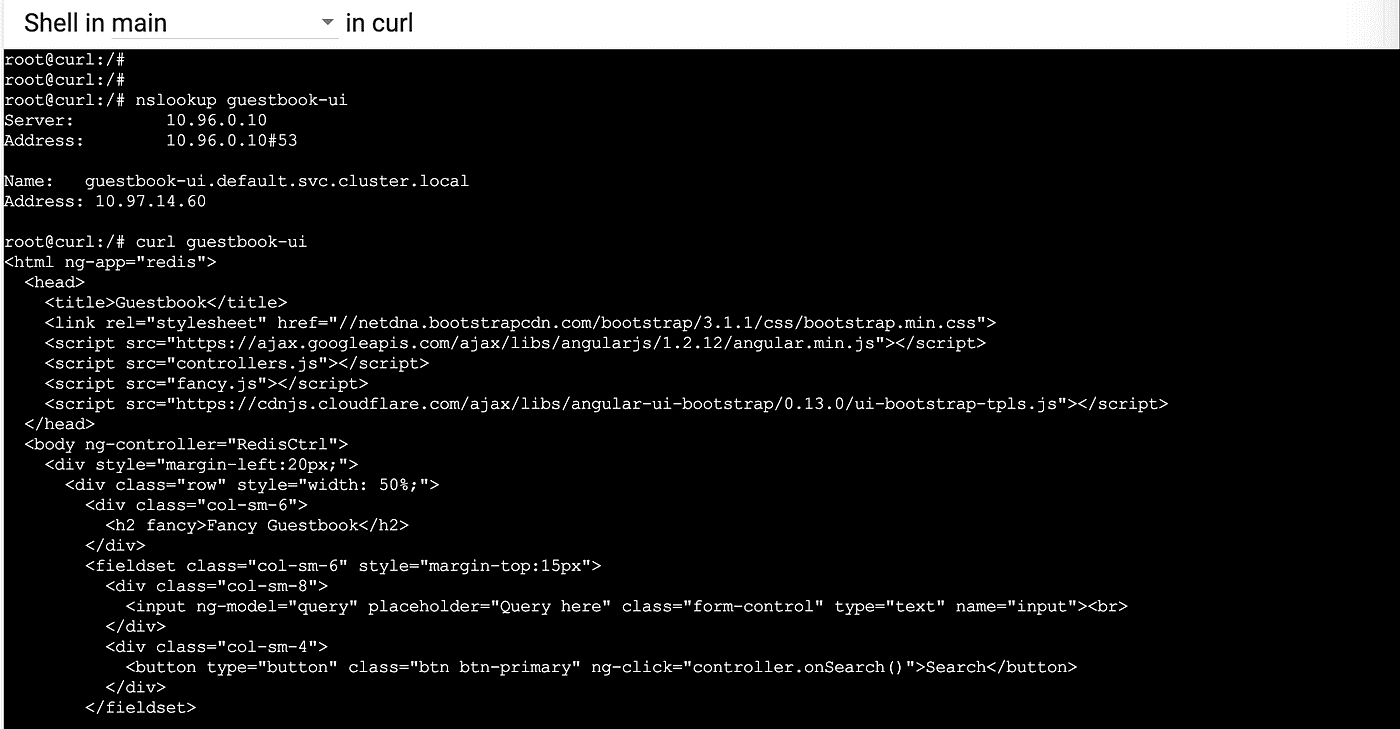 Shell in main in curl
root@curl:/#
root@curl:/#
root@curl:/# nslookup guestbook-ui
Server:         10.96.0.10
Address:        10.96.0.10#53
Name:   guestbook-ui.default.svc.cluster.local
Address: 10.97.14.60
root@curl:/# curl guestbook-ui
<html ng-app="redis">
  <head>
    <title>Guestbook</title>
    <link rel="stylesheet" href="//netdna.bootstrapcdn.com/bootstrap/3.1.1/css/bootstrap.min.css">
    <script src="https://ajax.googleapis.com/ajax/libs/angularjs/1.2.12/angular.min.js"></script>
    <script src="controllers.js"></script>
    <script src="fancy.js"></script>
    <script src="https://cdnjs.cloudflare.com/ajax/libs/angular-ui-bootstrap/0.13.0/ui-bootstrap-tpls.js"></script>
  </head>
  <body ng-controller="RedisCtrl">
    <div style="margin-left:20px;">
      <div class="row" style="width: 50%;">
        <div class="col-sm-6">
          <h2 fancy>Fancy Guestbook</h2>
        </div>
        <fieldset class="col-sm-6" style="margin-top:15px">
          <div class="col-sm-8">
            <input ng-model="query" placeholder="Query here" class="form-control" type="text" name="input"><br>
          </div>
          <div class="col-sm-4">
            <button type="button" class="btn btn-primary" ng-click="controller.onSearch()">Search</button>
          </div>
        </fieldset>